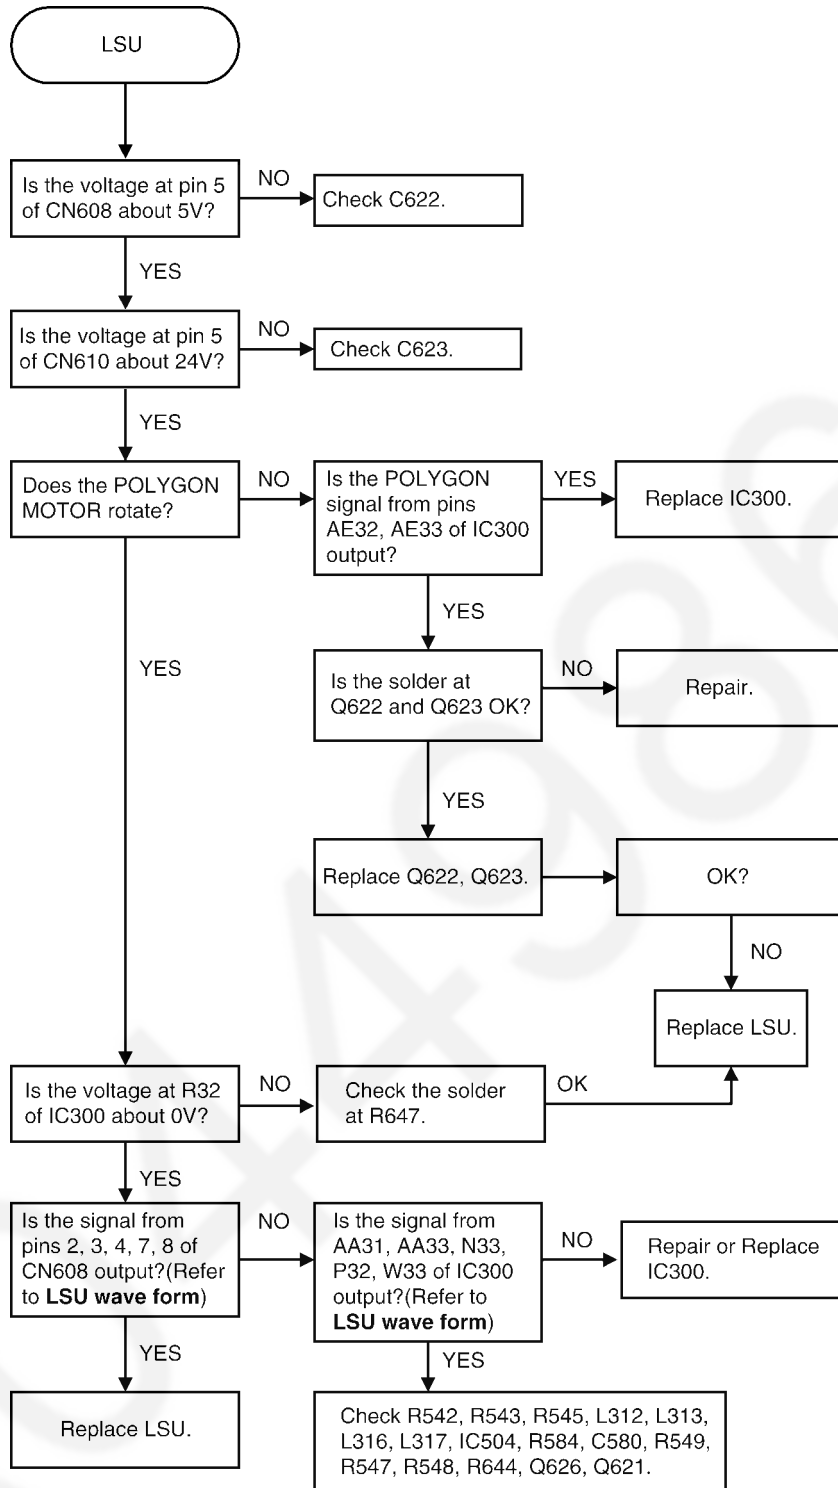 LSU
Is the voltage at pin 5
of CN608 about 5V?
NO
Check C622.
YES
Is the voltage at pin 5
of CN610 about 24V?
NO
Check C623.
YES
Does the POLYGON
MOTOR rotate?
NO
Is the POLYGON
signal from pins
AE32, AE33 of IC300
output?
YES
Replace IC300.
YES
YES
Is the solder at
Q622 and Q623 OK?
NO
Repair.
YES
Replace Q622, Q623.
OK?
NO
Replace LSU.
Is the voltage at R32
of IC300 about 0V?
NO
Check the solder
at R647.
OK
YES
Is the signal from
pins 2, 3, 4, 7, 8 of
CN608 output?(Refer
to LSU wave form)
NO
Is the signal from
AA31, AA33, N33,
P32, W33 of IC300
output?(Refer to
LSU wave form)
NO
Repair or Replace
IC300.
YES
Replace LSU.
YES
Check R542, R543, R545, L312, L313,
L316, L317, IC504, R584, C580, R549,
R547, R548, R644, Q626, Q621.